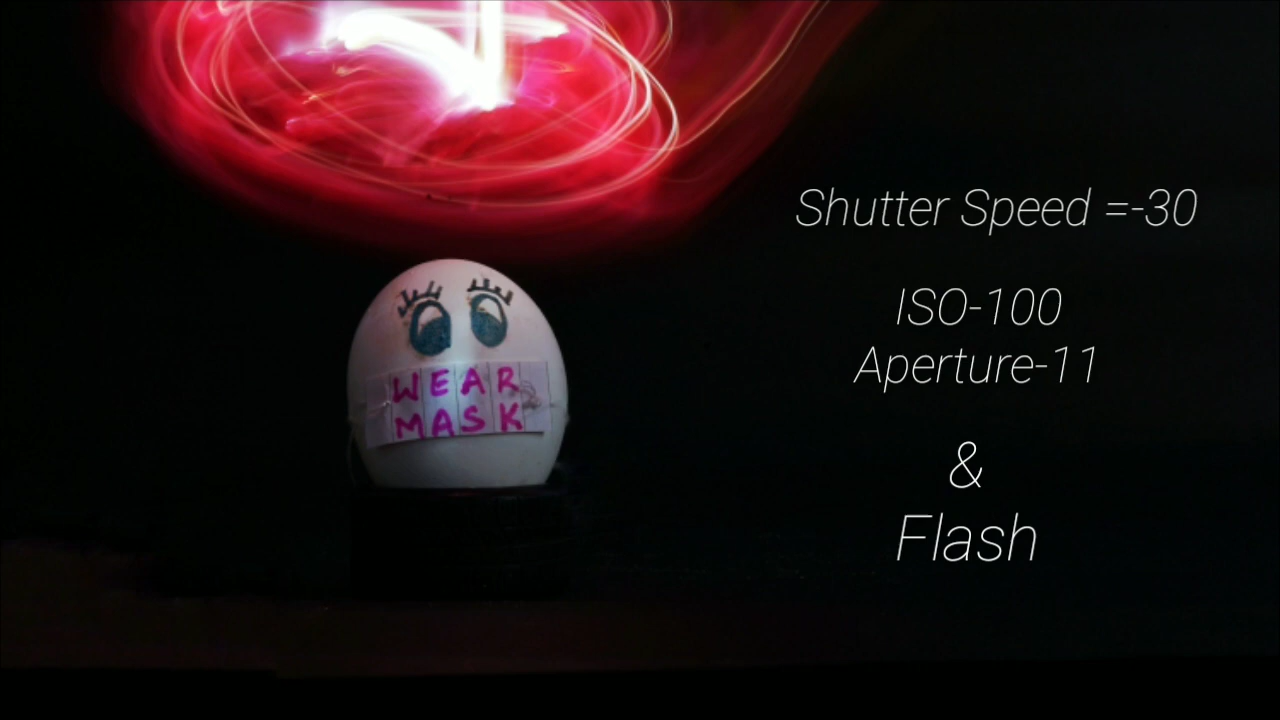 Shutter Speed =-30
ISO-100
Aperture-11
&
Flash
WEAR
MASK